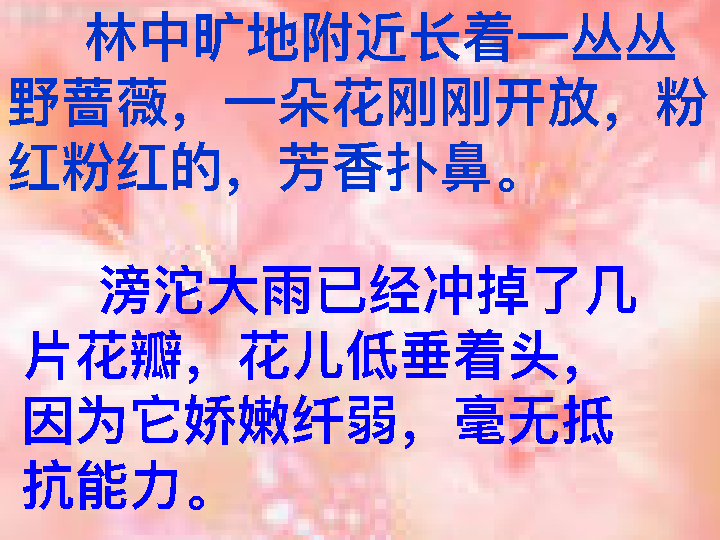 林中旷地附近长着一丛丛
野蔷薇，一朵花刚刚开放，粉
红粉红的，芳香扑鼻。
滂沱大雨已经冲掉了几
片花瓣，花儿低垂着头，
因为它娇嫩纤弱，毫无抵
抗能力。